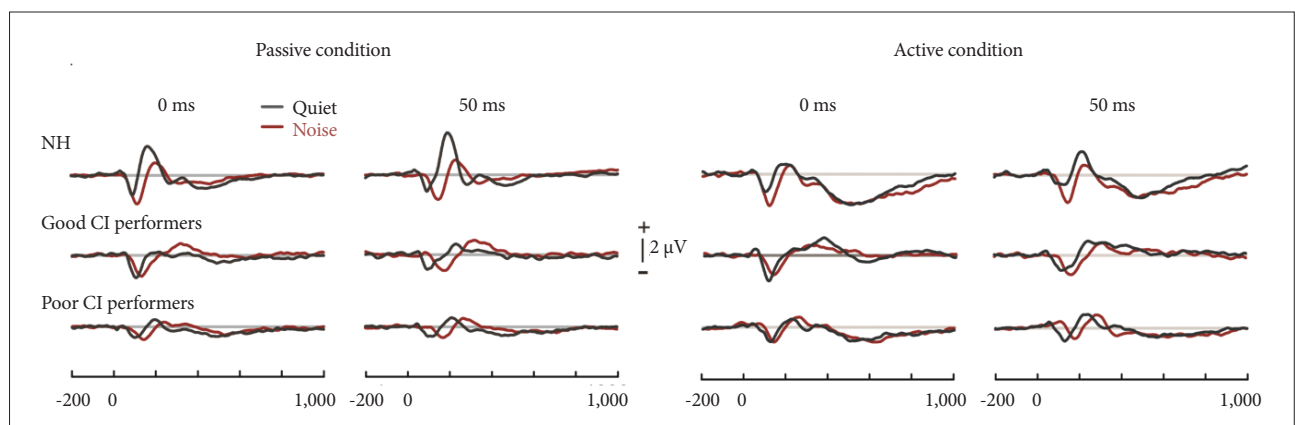 Passive condition
Active condition
0 ms
Quiet
Noise
50 ms
0 ms
50 ms
NH
Good CI performers
+
2 µV
-
Poor CI performers
-200 0 1,000
-200 0 1,000
-200 0 1,000
-200 0 1,000